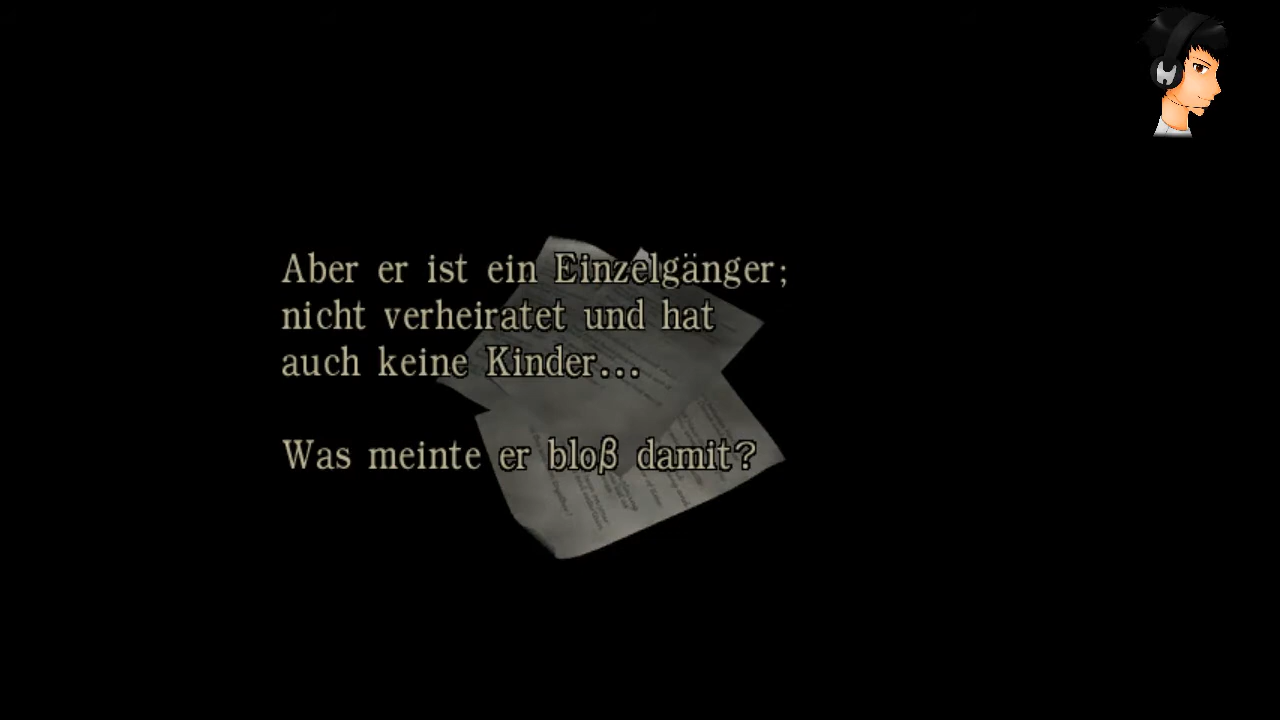 Aber er ist ein Einzelgänger;
nicht verheiratet und hat
auch keine Kinder...
Was meinte er bloß damit?